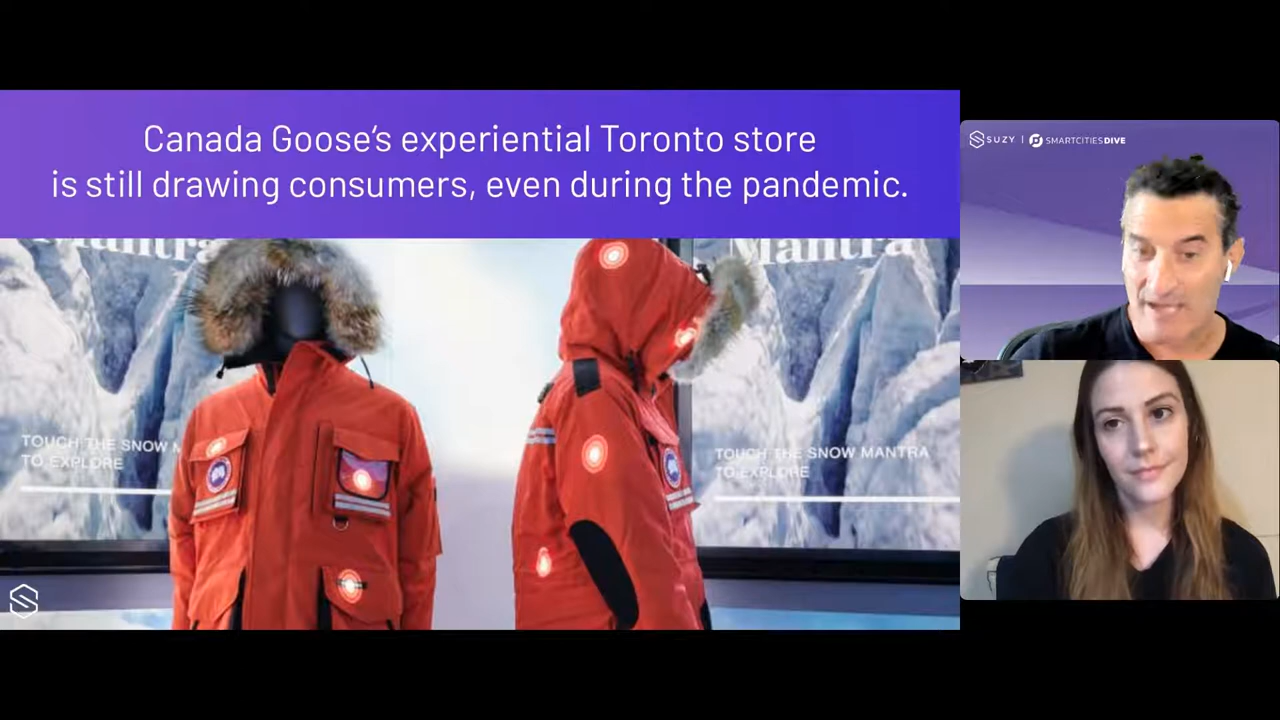 Canada Goose's experiential Toronto store
is still drawing consumers, even during the pandemic.
SUZY | SMARTCITIESDIVE
Mantra
Mantra
TOUCH THE SNOW M
TO EXPLORE
TOUCH THE SNOW MANTRA
TO EXPLORE